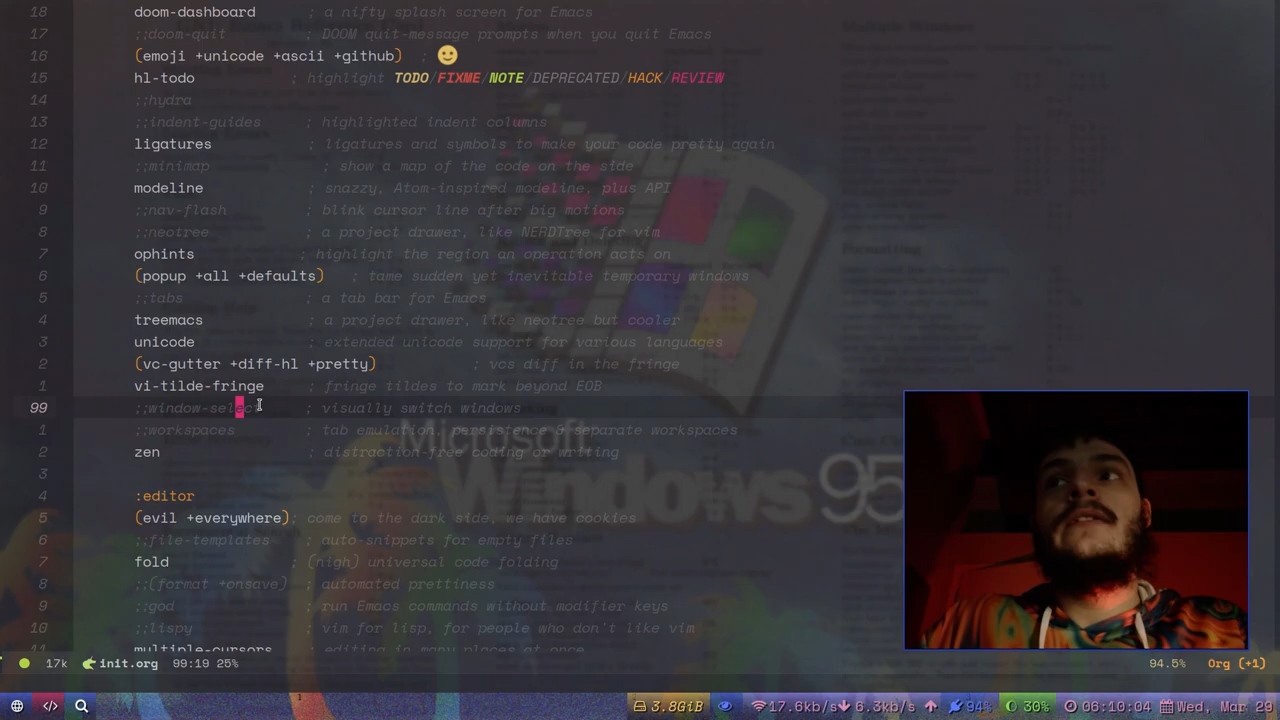 18 doom-dashboard ; a nifty splash screen for Emacs
17 ;;doom-quit ; DOOM quit-message prompts when you quit Emacs
16 (emoji +unicode +ascii +github) ; 🙂
15 hl-todo ; highlight TODO/FIXME/NOTE/DEPRECATED/HACK/REVIEW
14 ;;hydra
13 ;;indent-guides ; highlighted indent columns
12 ligatures ; ligatures and symbols to make your code pretty again
11 ;;minimap ; show a map of the code on the side
10 modeline ; snazzy, Atom-inspired modeline, plus API
9 ;;nav-flash ; blink cursor line after big motions
8 ;;neotree ; a project drawer, like NERDTree for vim
7 ophints ; highlight the region an operation acts on
6 (popup +all +defaults) ; tame sudden yet inevitable temporary windows
5 ;;tabs ; a tab bar for Emacs
4 treemacs ; a project drawer, like neotree but cooler
3 unicode ; extended unicode support for various languages
2 (vc-gutter +diff-hl +pretty) ; vcs diff in the fringe
1 vi-tilde-fringe ; fringe tildes to mark beyond EOB
99 ;;window-select ; visually switch windows
1 ;;workspaces ; tab emulation, persistence & separate workspaces
2 zen ; distraction-free coding or writing
3
4 :editor
5 (evil +everywhere); come to the dark side, we have cookies
6 ;;file-templates ; auto-snippets for empty files
7 fold ; (nigh) universal code folding
8 ;;(format +onsave) ; automated prettiness
9 ;;god ; run Emacs commands without modifier keys
10 ;;lispy ; vim for lisp, for people who don't like vim
11 multiple-cursors ; editing in many places at once
Microsoft
Windows 95
17k init.org 99:19 25% 94.5% Org (+1)
</> 3.8GiB 17.6kb/s 6.3kb/s 94% 30% 06:10:04 Wed, Mar 29